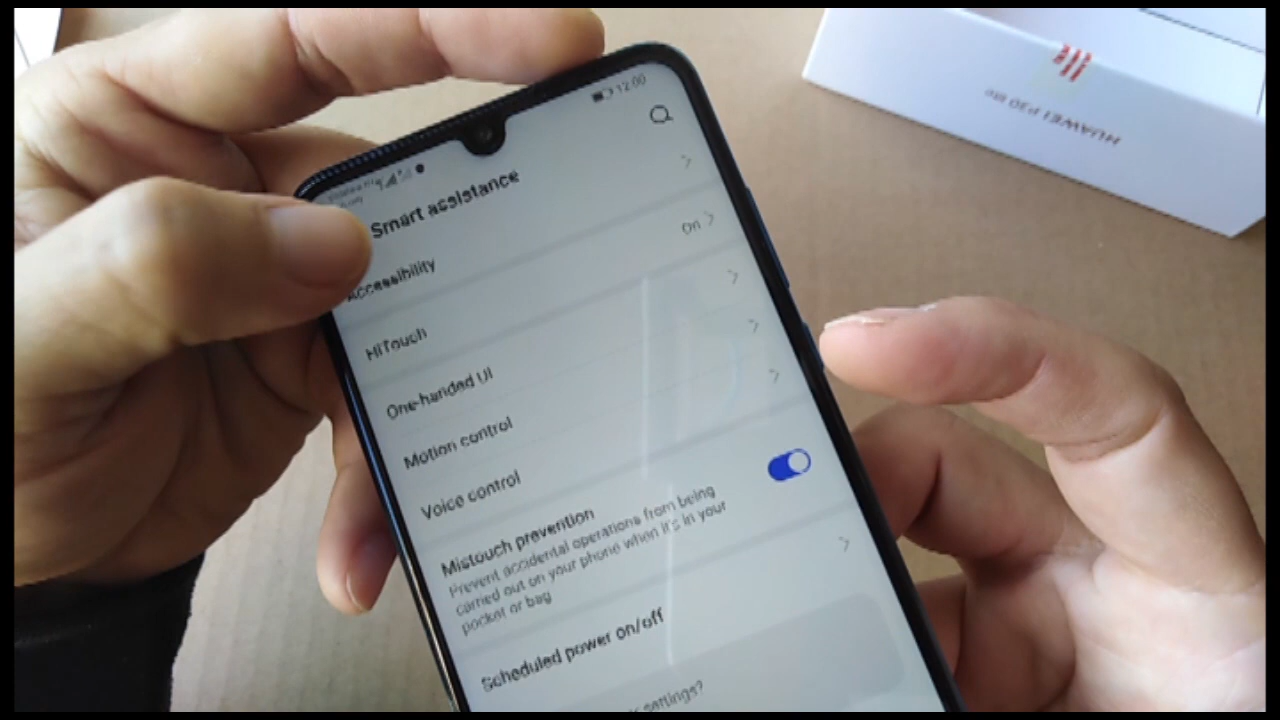 12:00
Smart assistance
Accessibility
HiTouch
On
One-handed UI
Motion control
Voice control
Mistouch prevention
Prevent accidental operations from being
carried out on your phone when it's in your
pocket or bag
Scheduled power on/off
settings?
HUAWEI P30